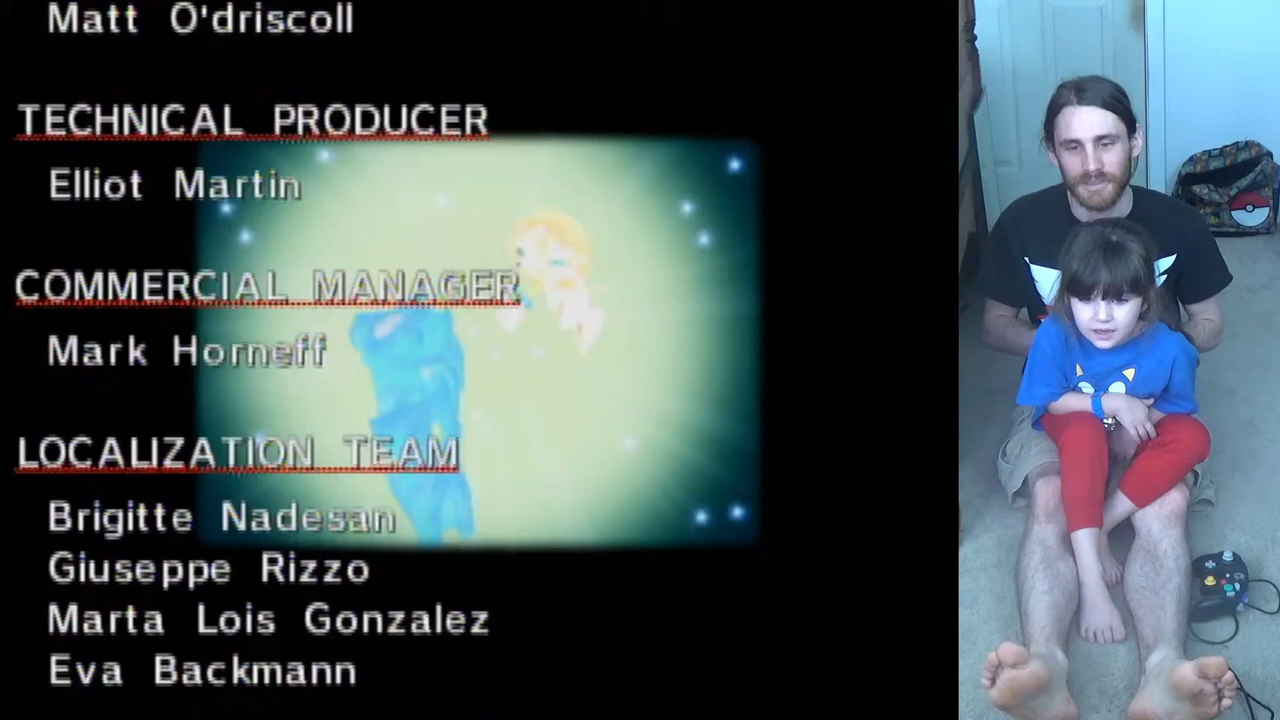 Matt O'driscoll
TECHNICAL PRODUCER
Elliot Martin
COMMERCIAL MANAGER
Mark Horneff
LOCALIZATION TEAM
Brigitte Nadesan
Giuseppe Rizzo
Marta Lois Gonzalez
Eva Backmann